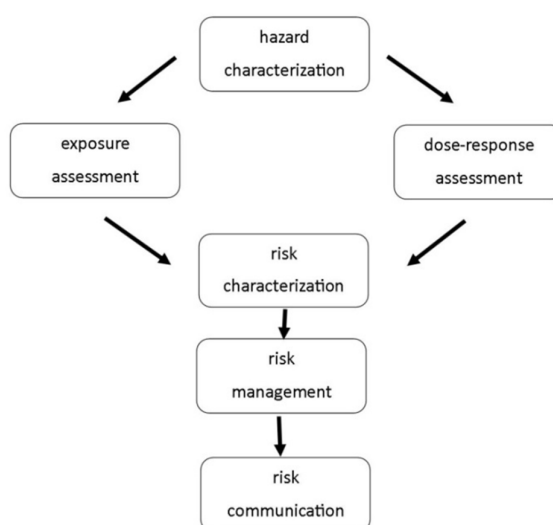 hazard
characterization
exposure
assessment
dose-response
assessment
risk
characterization
risk
management
risk
communication